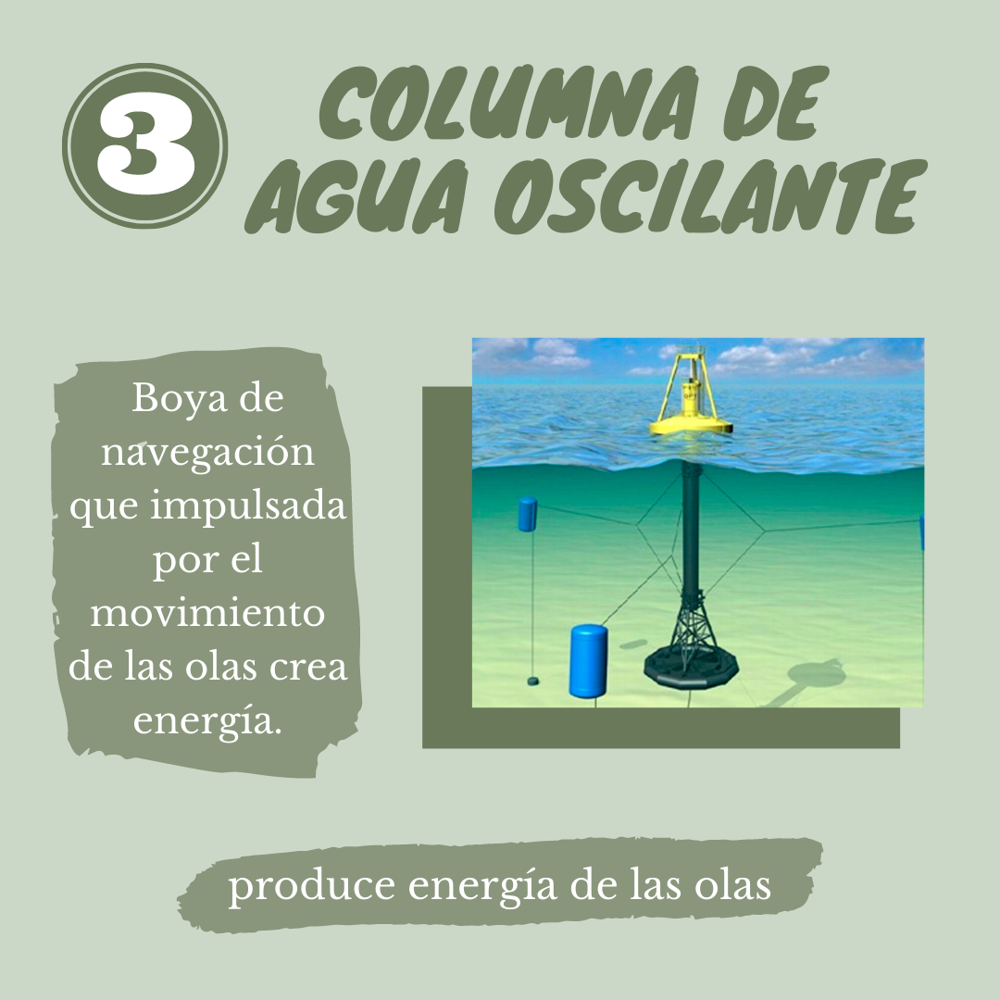 3
COLUMNA DE
AGUA OSCILANTE
Boya de
navegación
que impulsada
por el
movimiento
de las olas crea
energía.
produce energía de las olas